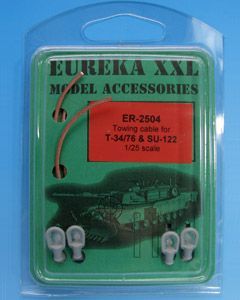 EUREKA XXL
MODEL ACCESSORIES
ER-2504
Towing cable for
T-34/76 & SU-122
1/25 scale